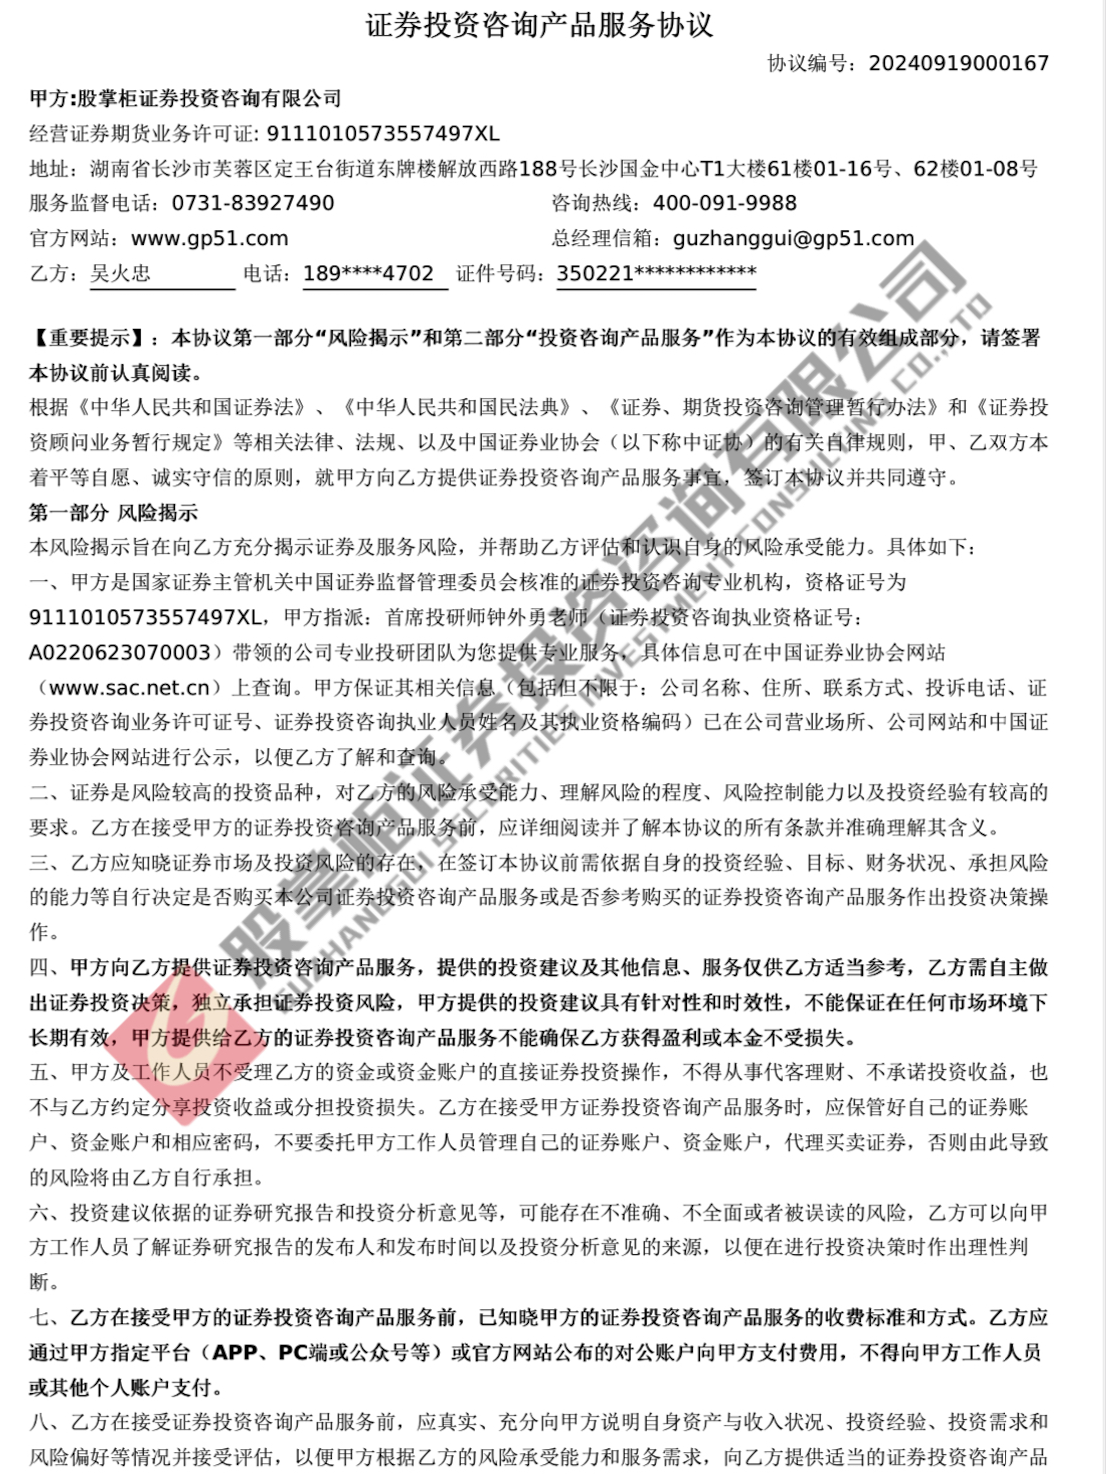 证券投资咨询产品服务协议
协议编号：20240919000167
甲方:股掌柜证券投资咨询有限公司
经营证券期货业务许可证: 9111010573557497XL
地址：湖南省长沙市芙蓉区定王台街道东牌楼解放西路188号长沙国金中心T1大楼61楼01-16号、62楼01-08号
服务监督电话：0731-83927490 咨询热线：400-091-9988
官方网站：www.gp51.com 总经理信箱：guzhanggui@gp51.com
乙方：吴火忠 电话：189****4702 证件号码：350221************
【重要提示】：本协议第一部分“风险揭示”和第二部分“投资咨询产品服务”作为本协议的有效组成部分，请签署
本协议前认真阅读。
根据《中华人民共和国证券法》、《中华人民共和国民法典》、《证券、期货投资咨询管理暂行办法》和《证券投
资顾问业务暂行规定》等相关法律、法规、以及中国证券业协会（以下称中证协）的有关自律规则，甲、乙双方本
着平等自愿、诚实守信的原则，就甲方向乙方提供证券投资咨询产品服务事宜，签订本协议并共同遵守。
第一部分 风险揭示
本风险揭示旨在向乙方充分揭示证券及服务风险，并帮助乙方评估和认识自身的风险承受能力。具体如下：
一、甲方是国家证券主管机关中国证券监督管理委员会核准的证券投资咨询专业机构，资格证号为
9111010573557497XL，甲方指派：首席投研师钟外勇老师（证券投资咨询执业资格证号：
A0220623070003）带领的公司专业投研团队为您提供专业服务，具体信息可在中国证券业协会网站
（www.sac.net.cn）上查询。甲方保证其相关信息（包括但不限于：公司名称、住所、联系方式、投诉电话、证
券投资咨询业务许可证号、证券投资咨询执业人员姓名及其执业资格编码）已在公司营业场所、公司网站和中国证
券业协会网站进行公示，以便乙方了解和查询。
二、证券是风险较高的投资品种，对乙方的风险承受能力、理解风险的程度、风险控制能力以及投资经验有较高的
要求。乙方在接受甲方的证券投资咨询产品服务前，应详细阅读并了解本协议的所有条款并准确理解其含义。
三、乙方应知晓证券市场及投资风险的存在，在签订本协议前需依据自身的投资经验、目标、财务状况、承担风险
的能力等自行决定是否购买本公司证券投资咨询产品服务或是否参考购买的证券投资咨询产品服务作出投资决策操
作。
四、甲方向乙方提供证券投资咨询产品服务，提供的投资建议及其他信息、服务仅供乙方适当参考，乙方需自主做
出证券投资决策，独立承担证券投资风险，甲方提供的投资建议具有针对性和时效性，不能保证在任何市场环境下
长期有效，甲方提供给乙方的证券投资咨询产品服务不能确保乙方获得盈利或本金不受损失。
五、甲方及工作人员不受理乙方的资金或资金账户的直接证券投资操作，不得从事代客理财、不承诺投资收益，也
不与乙方约定分享投资收益或分担投资损失。乙方在接受甲方证券投资咨询产品服务时，应保管好自己的证券账
户、资金账户和相应密码，不要委托甲方工作人员管理自己的证券账户、资金账户，代理买卖证券，否则由此导致
的风险将由乙方自行承担。
六、投资建议依据的证券研究报告和投资分析意见等，可能存在不准确、不全面或者被误读的风险，乙方可以向甲
方工作人员了解证券研究报告的发布人和发布时间以及投资分析意见的来源，以便在进行投资决策时作出理性判
断。
七、乙方在接受甲方的证券投资咨询产品服务前，已知晓甲方的证券投资咨询产品服务的收费标准和方式。乙方应
通过甲方指定平台（APP、PC端或公众号等）或官方网站公布的对公账户向甲方支付费用，不得向甲方工作人员
或其他个人账户支付。
八、乙方在接受证券投资咨询产品服务前，应真实、充分向甲方说明自身资产与收入状况、投资经验、投资需求和
风险偏好等情况并接受评估，以便甲方根据乙方的风险承受能力和服务需求，向乙方提供适当的证券投资咨询产品
股掌柜证券投资咨询有限公司
GUZHANGGUI SECURITIES INVESTMENT CONSULTINGS CO.,LTD